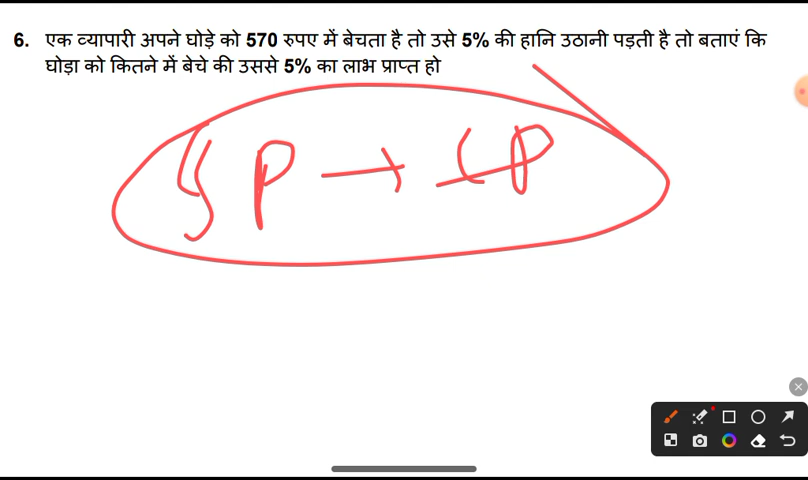 6. एक व्यापारी अपने घोड़े को 570 रुपए में बेचता है तो उसे 5% की हानि उठानी पड़ती है तो बताएं कि
घोड़ा को कितने में बेचे की उससे 5% का लाभ प्राप्त हो
SP → CP